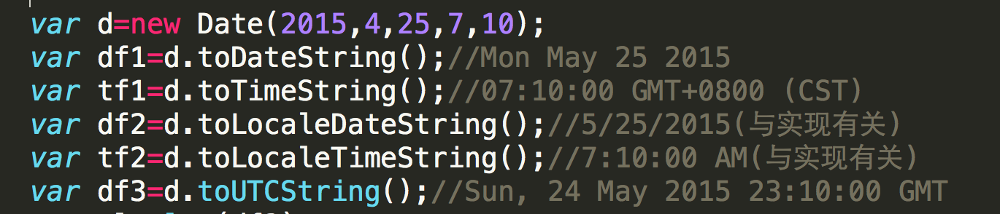 var d=new Date(2015,4,25,7,10);
var df1=d.toDateString();//Mon May 25 2015
var tf1=d.toTimeString();//07:10:00 GMT+0800 (CST)
var df2=d.toLocaleDateString();//5/25/2015(与实现有关)
var tf2=d.toLocaleTimeString();//7:10:00 AM(与实现有关)
var df3=d.toUTCString();//Sun, 24 May 2015 23:10:00 GMT